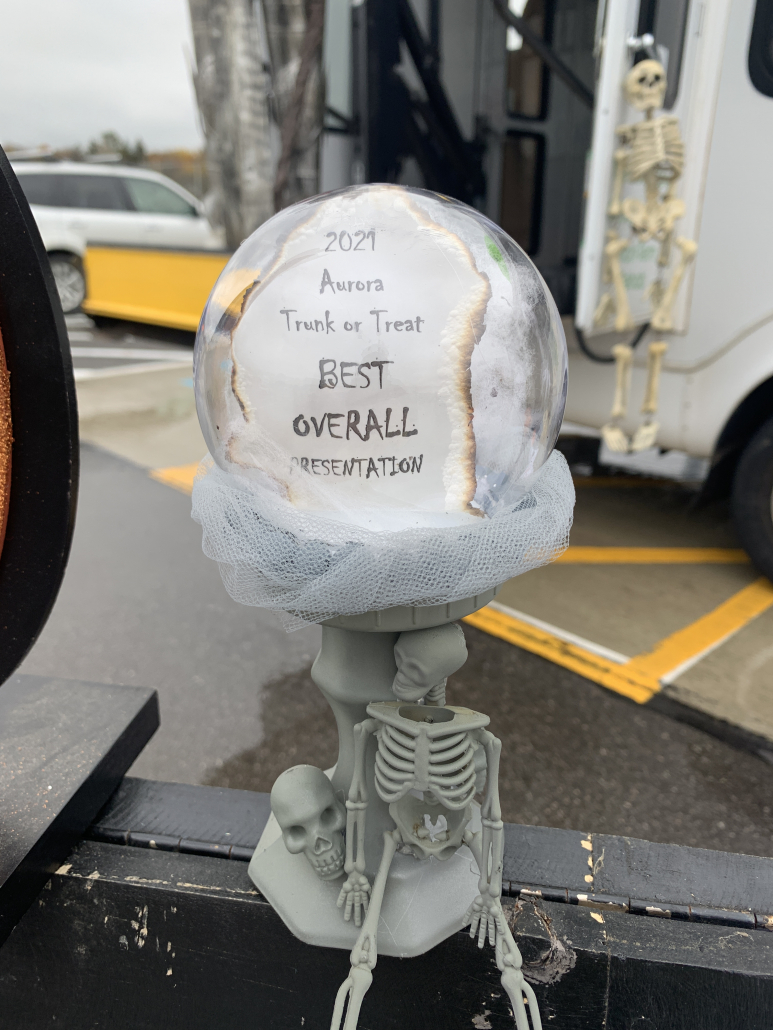 2021
Aurora
Trunk or Treat
BEST
OVERALL
PRESENTATION